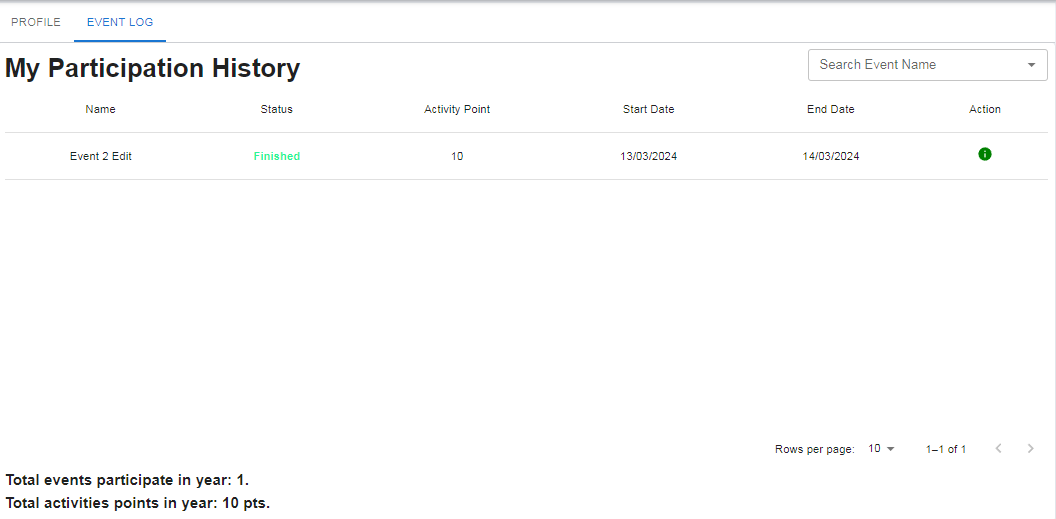 PROFILE EVENT LOG
My Participation History Search Event Name
Name Status Activity Point Start Date End Date Action
Event 2 Edit Finished 10 13/03/2024 14/03/2024
Rows per page: 10 1–1 of 1
Total events participate in year: 1.
Total activities points in year: 10 pts.